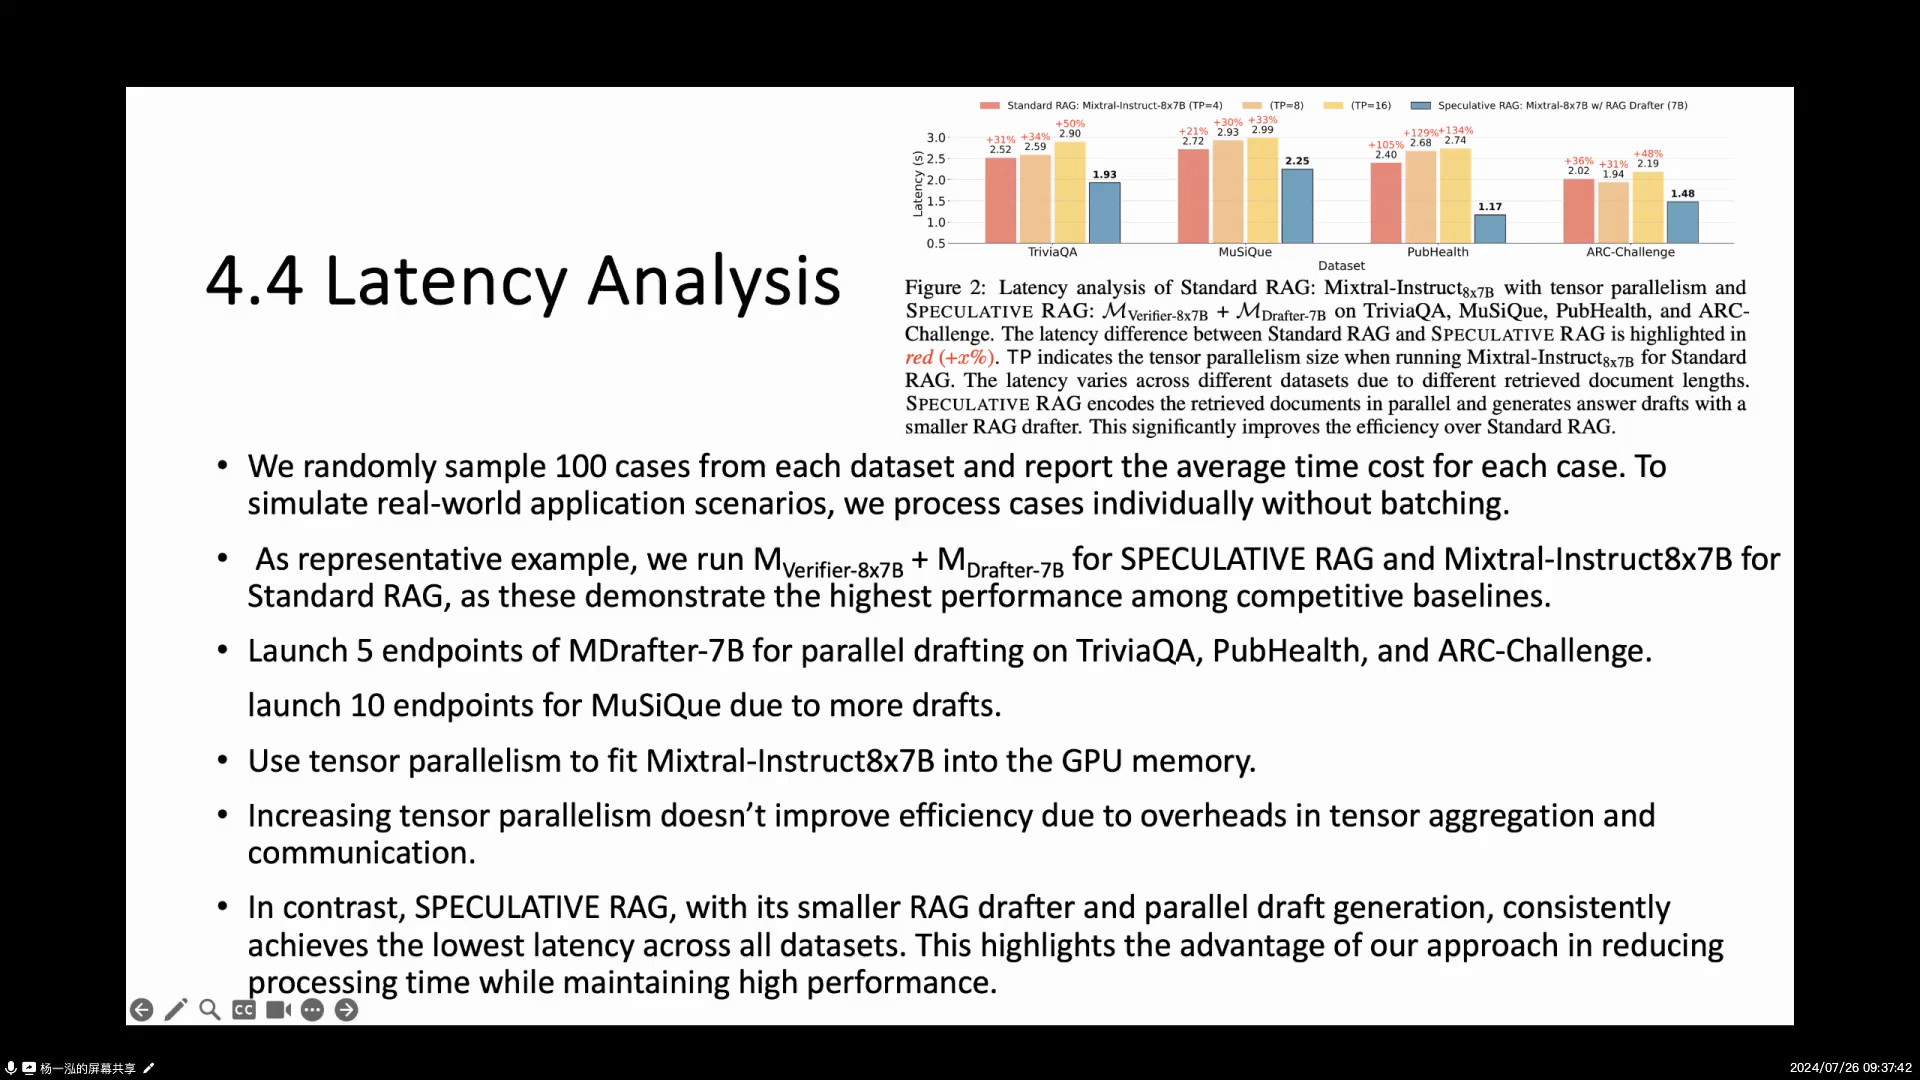 Standard RAG: Mixtral-Instruct-8x7B (TP=4) (TP=8) (TP=16) Speculative RAG: Mixtral-8x7B w/ RAG Drafter (7B)
Latency (s)
3.0
2.5
2.0
1.5
1.0
0.5
+31%
2.52
+34%
2.59
+50%
2.90
1.93
+21%
2.72
+30%
2.93
+33%
2.99
2.25
+105%
2.40
+129%
2.68
+134%
2.74
1.17
+36%
2.02
+31%
1.94
+48%
2.19
1.48
TriviaQA MuSiQue PubHealth ARC-Challenge
Dataset
4.4 Latency Analysis
Figure 2: Latency analysis of Standard RAG: Mixtral-Instruct8x7B with tensor parallelism and
SPECULATIVE RAG: MVerifier-8x7B + MDrafter-7B on TriviaQA, MuSiQue, PubHealth, and ARC-
Challenge. The latency difference between Standard RAG and SPECULATIVE RAG is highlighted in
red (+x%). TP indicates the tensor parallelism size when running Mixtral-Instruct8x7B for Standard
RAG. The latency varies across different datasets due to different retrieved document lengths.
SPECULATIVE RAG encodes the retrieved documents in parallel and generates answer drafts with a
smaller RAG drafter. This significantly improves the efficiency over Standard RAG.
• We randomly sample 100 cases from each dataset and report the average time cost for each case. To
simulate real-world application scenarios, we process cases individually without batching.
• As representative example, we run MVerifier-8x7B + MDrafter-7B for SPECULATIVE RAG and Mixtral-Instruct8x7B for
Standard RAG, as these demonstrate the highest performance among competitive baselines.
• Launch 5 endpoints of MDrafter-7B for parallel drafting on TriviaQA, PubHealth, and ARC-Challenge.
launch 10 endpoints for MuSiQue due to more drafts.
• Use tensor parallelism to fit Mixtral-Instruct8x7B into the GPU memory.
• Increasing tensor parallelism doesn’t improve efficiency due to overheads in tensor aggregation and
communication.
• In contrast, SPECULATIVE RAG, with its smaller RAG drafter and parallel draft generation, consistently
achieves the lowest latency across all datasets. This highlights the advantage of our approach in reducing
processing time while maintaining high performance.
CC
杨一泓的屏幕共享
2024/07/26 09:37:42